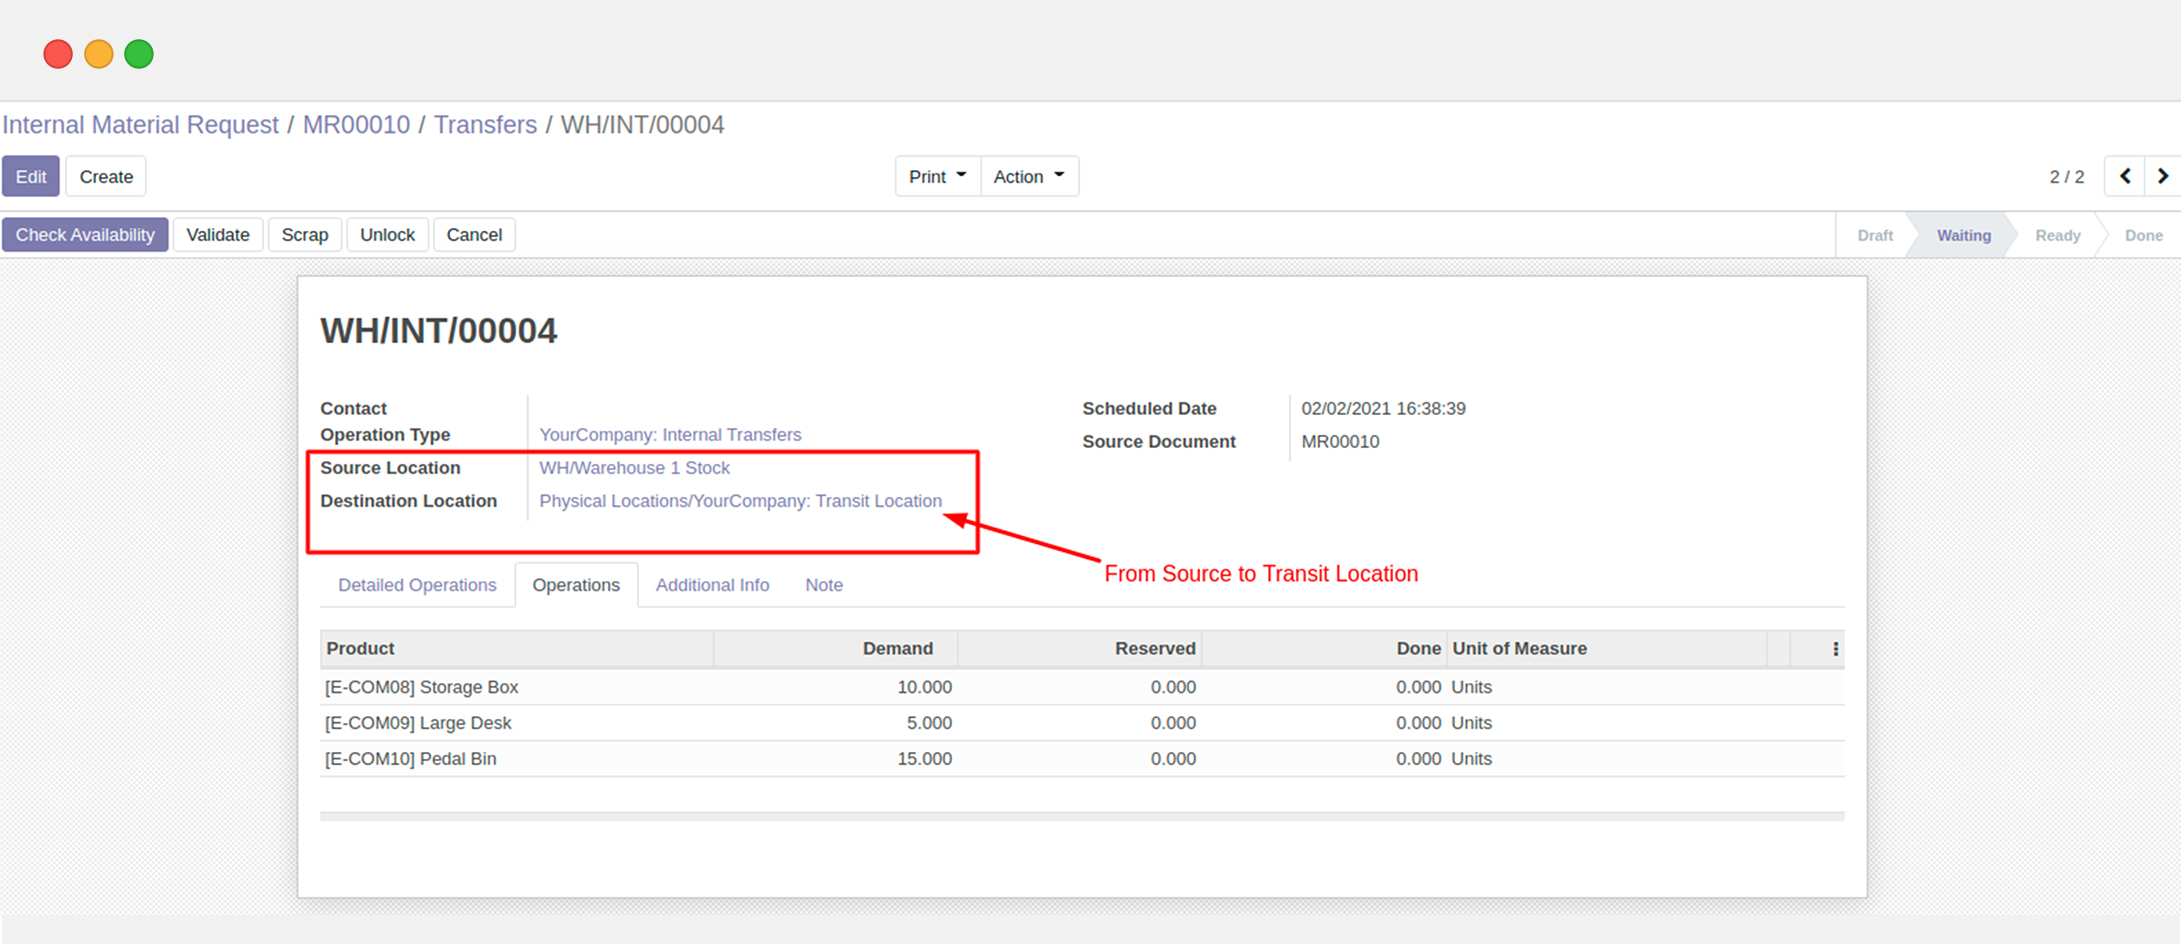 Internal Material Request / MR00010 / Transfers / WH/INT/00004
Edit Create Print Action 2 / 2
Check Availability Validate Scrap Unlock Cancel Draft Waiting Ready Done
WH/INT/00004
Contact
Operation Type YourCompany: Internal Transfers
Source Location WH/Warehouse 1 Stock
Destination Location Physical Locations/YourCompany: Transit Location
Scheduled Date 02/02/2021 16:38:39
Source Document MR00010
From Source to Transit Location
Detailed Operations Operations Additional Info Note
Product Demand Reserved Done Unit of Measure
[E-COM08] Storage Box 10.000 0.000 0.000 Units
[E-COM09] Large Desk 5.000 0.000 0.000 Units
[E-COM10] Pedal Bin 15.000 0.000 0.000 Units